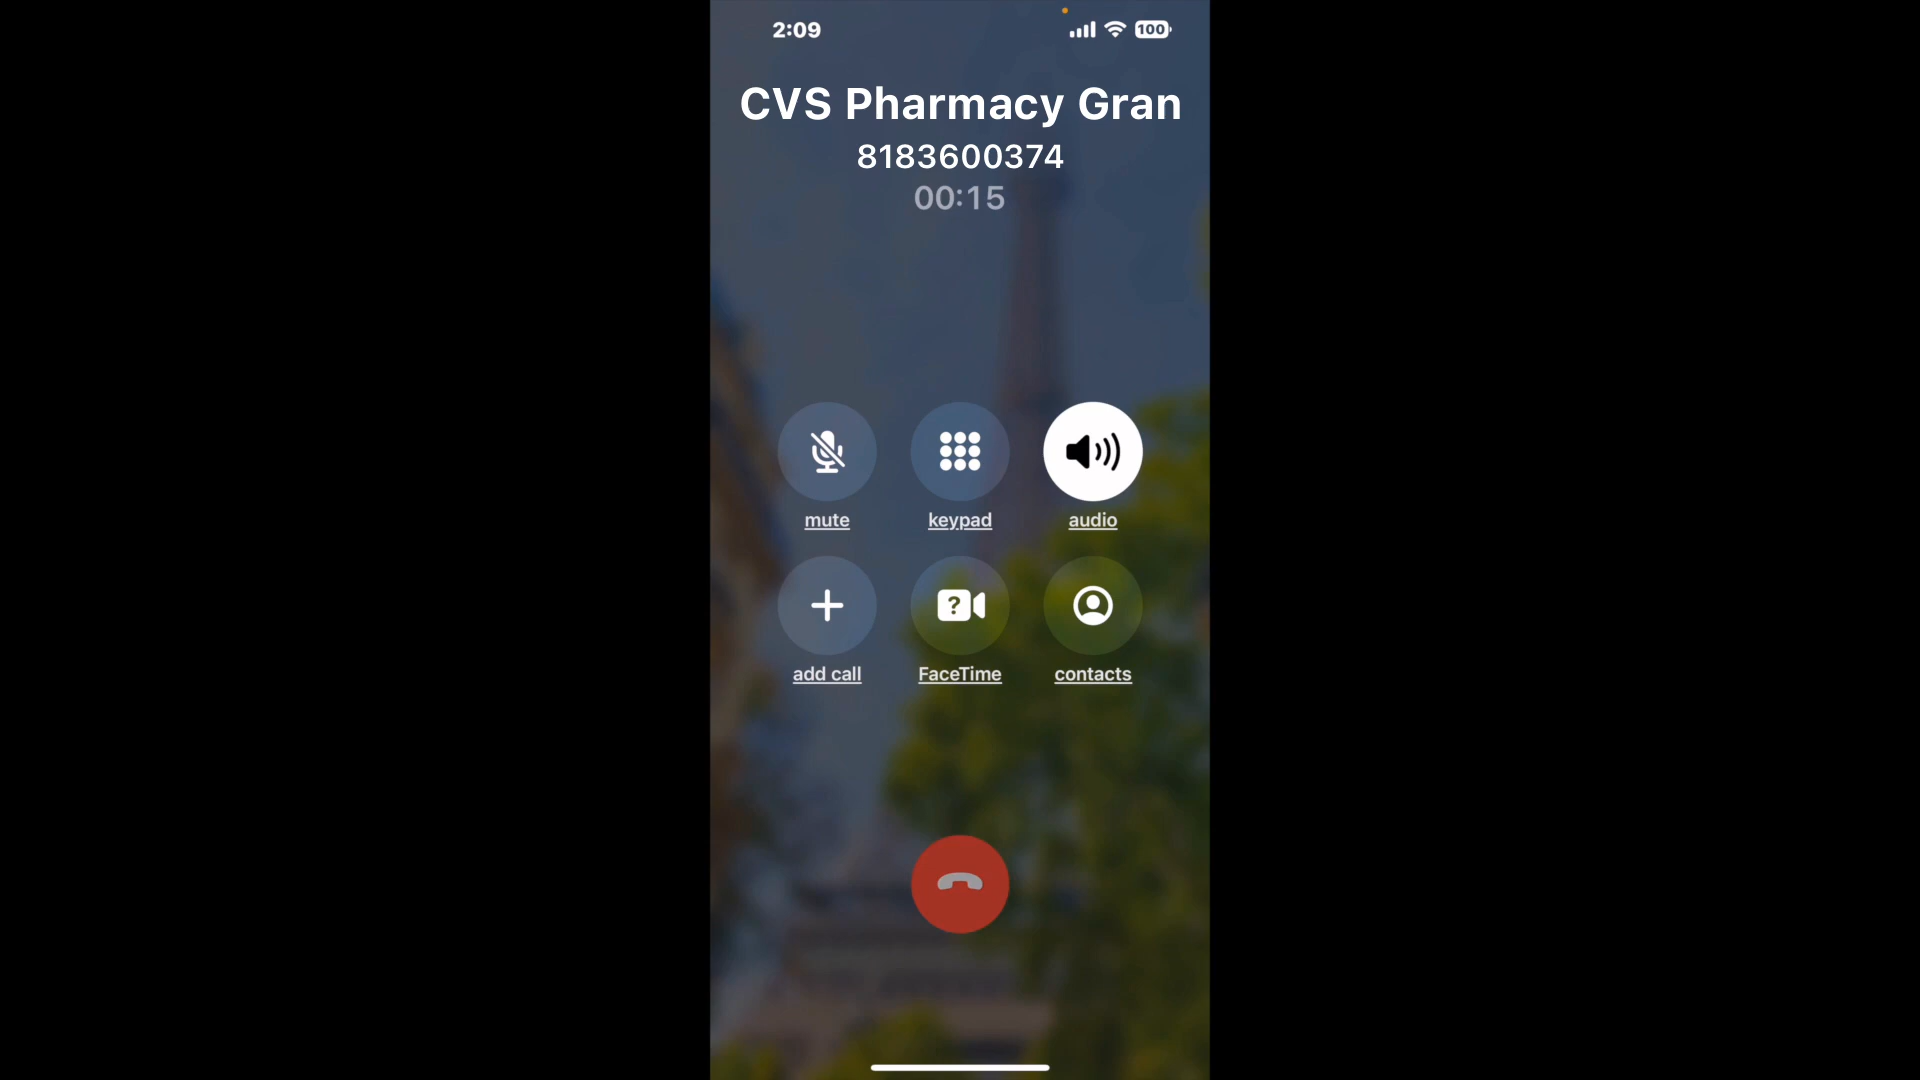 2:09
100
CVS Pharmacy Gran
8183600374
00:15
mute
keypad
audio
?
add call
FaceTime
contacts